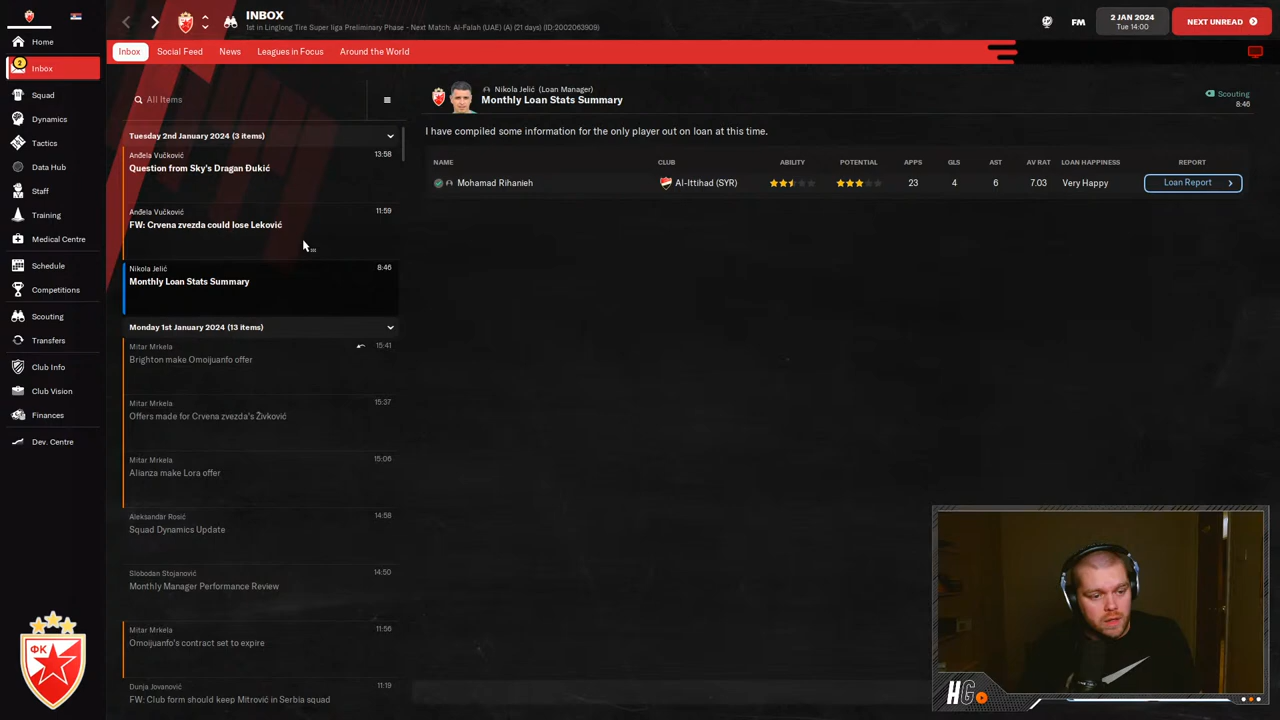 INBOX
1st in Linglong Tire Super liga Preliminary Phase - Next Match: Al-Falah (UAE) (A) (21 days) (ID:2002063909)
FM
2 JAN 2024
Tue 14:00
NEXT UNREAD
Home
2
Inbox
Squad
Dynamics
Tactics
Data Hub
Staff
Training
Medical Centre
Schedule
Competitions
Scouting
Transfers
Club Info
Club Vision
Finances
Dev. Centre
ФК
Inbox
Social Feed
News
Leagues in Focus
Around the World
All Items
Tuesday 2nd January 2024 (3 items)
Anđela Vučković 13:58
Question from Sky's Dragan Đukić
Anđela Vučković 11:59
FW: Crvena zvezda could lose Leković
Nikola Jelić 8:46
Monthly Loan Stats Summary
Monday 1st January 2024 (13 items)
Mitar Mrkela 15:41
Brighton make Omoijuanfo offer
Mitar Mrkela 15:37
Offers made for Crvena zvezda's Živković
Mitar Mrkela 15:06
Alianza make Lora offer
Aleksandar Rosić 14:58
Squad Dynamics Update
Slobodan Stojanović 14:50
Monthly Manager Performance Review
Mitar Mrkela 11:56
Omoijuanfo's contract set to expire
Dunja Jovanović 11:19
FW: Club form should keep Mitrović in Serbia squad
Nikola Jelić (Loan Manager)
Monthly Loan Stats Summary
Scouting
8:46
I have compiled some information for the only player out on loan at this time.
NAME CLUB ABILITY POTENTIAL APPS GLS AST AV RAT LOAN HAPPINESS REPORT
Mohamad Rihanieh Al-Ittihad (SYR) 23 4 6 7.03 Very Happy Loan Report
HG